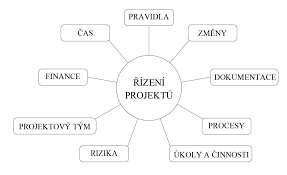 PRAVIDLA
ČAS
ZMĚNY
FINANCE
ŘÍZENÍ
PROJEKTŮ
DOKUMENTACE
PROJEKTOVÝ TÝM
PROCESY
RIZIKA
ÚKOLY A ČINNOSTI